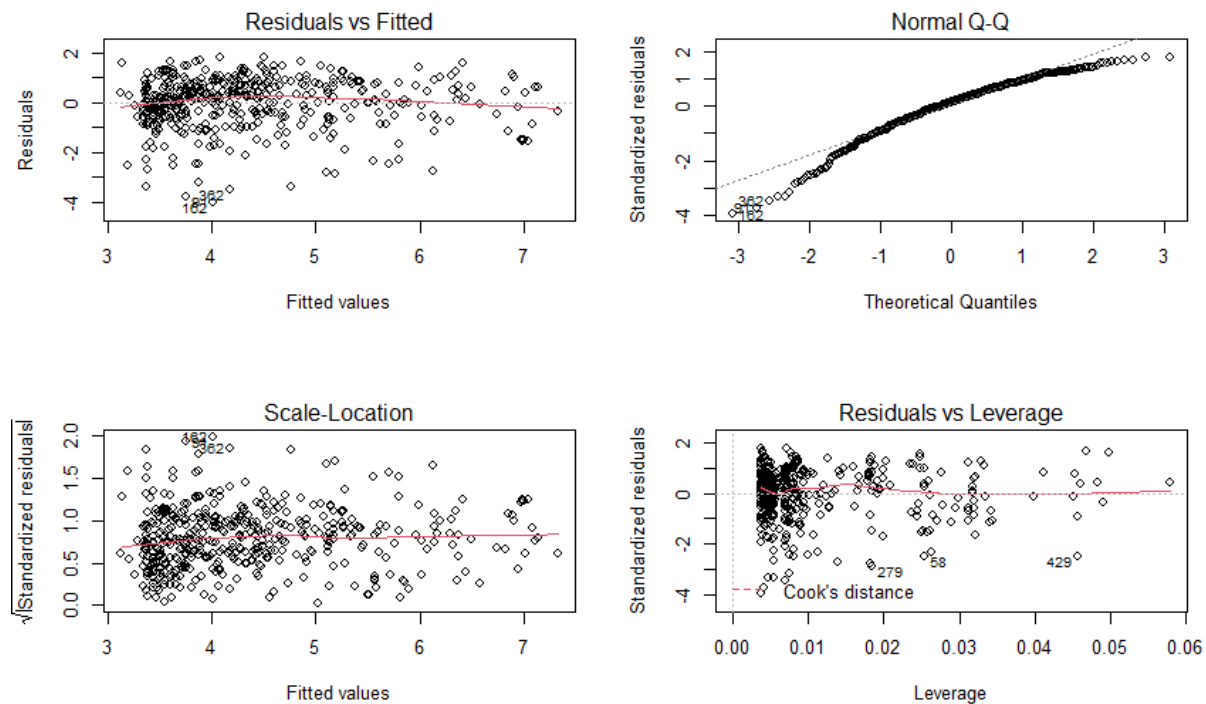 Residuals vs Fitted
Residuals
2
0
-2
-4
362
91
162
3 4 5 6 7
Fitted values
Normal Q-Q
Standardized residuals
2
0
-2
-4
362
91
162
-3 -2 -1 0 1 2 3
Theoretical Quantiles
Scale-Location
√|Standardized residuals|
2.0
1.5
1.0
0.5
0.0
162
91
362
3 4 5 6 7
Fitted values
Residuals vs Leverage
Standardized residuals
2
0
-2
-4
279
58
429
Cook's distance
0.00 0.01 0.02 0.03 0.04 0.05 0.06
Leverage